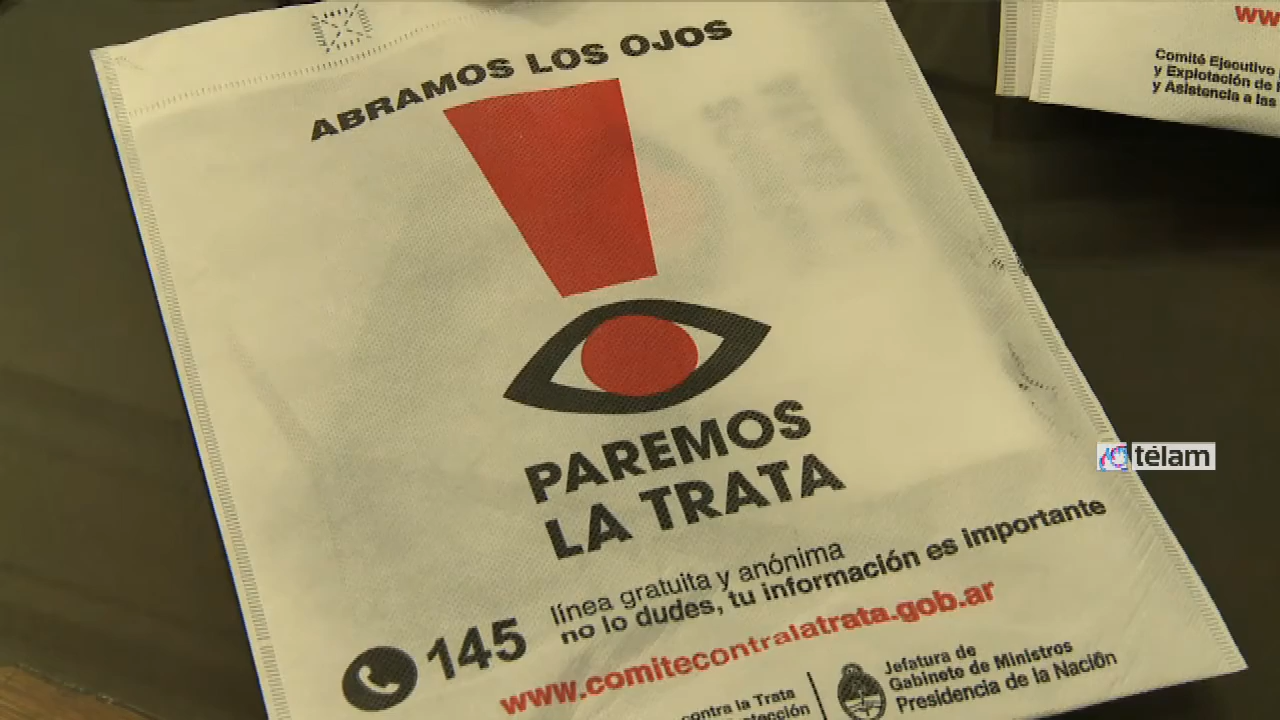 ABRAMOS LOS OJOS
PAREMOS
LA TRATA
145
línea gratuita y anónima
no lo dudes, tu información es importante
www.comitecontralatrata.gob.ar
contra la Trata
Jefatura de
Gabinete de Ministros
Presidencia de la Nación
ww
Comité Ejecutivo
y Explotación de
y Asistencia a las
télam